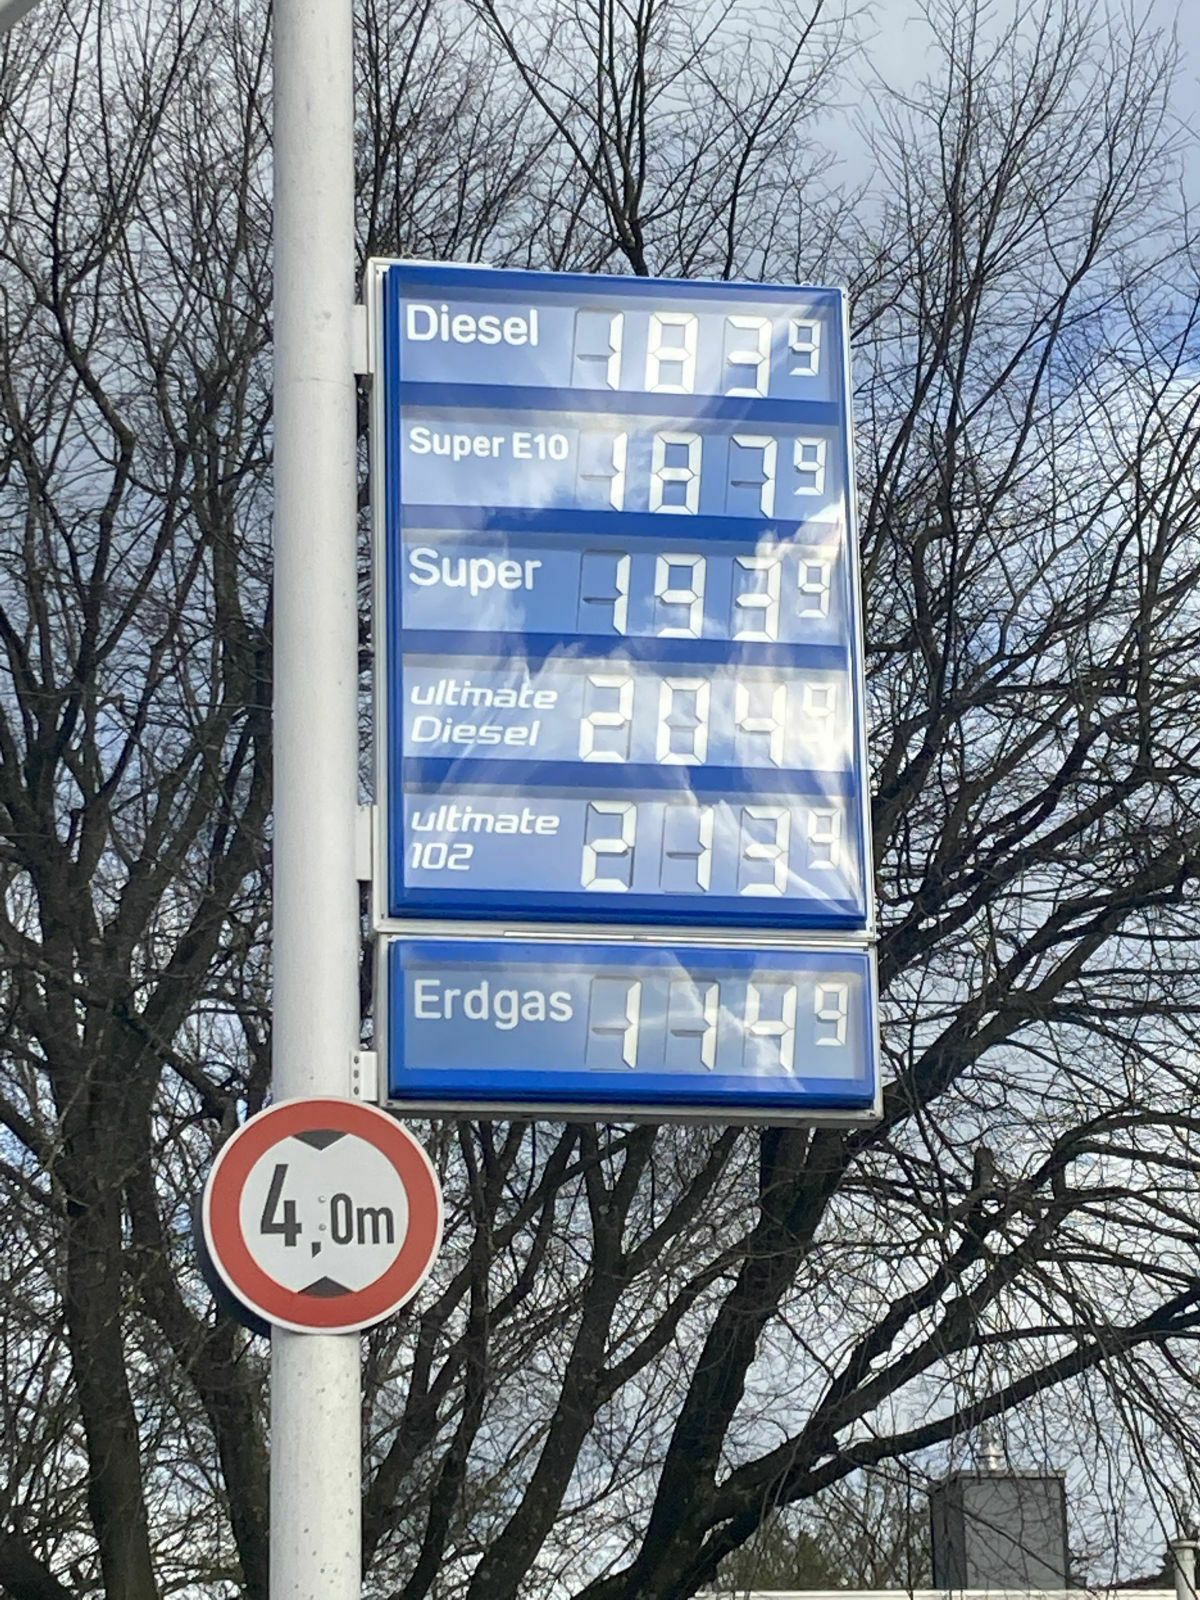 Diesel 183⁹
Super E10 187⁹
Super 193⁹
ultimate
Diesel 204⁹
ultimate
102 213⁹
Erdgas 114⁹
4,0m